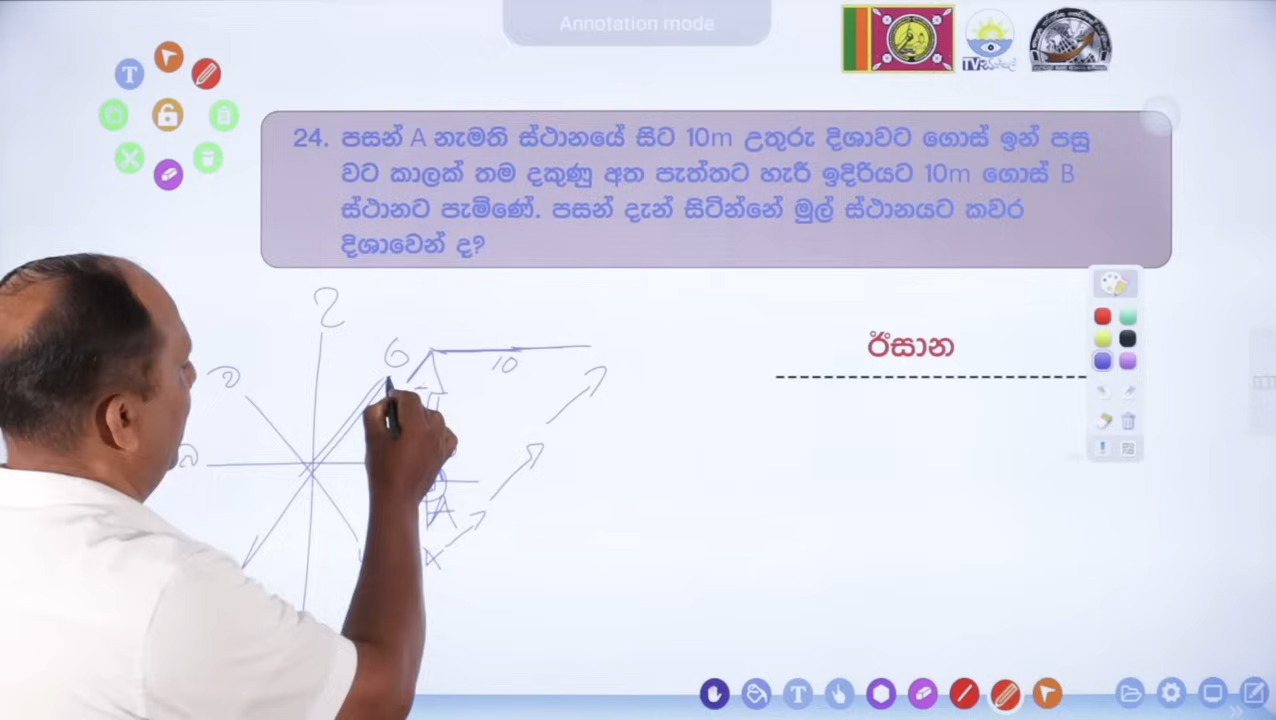 Annotation mode
TV
24. පසන් A නැමති ස්ථානයේ සිට 10m උතුරු දිශාවට ගොස් ඉන් පසු
වට කාලක් තම දකුණු අත පැත්තට හැරී ඉදිරියට 10m ගොස් B
ස්ථානට පැමිණේ. පසන් දැන් සිටින්නේ මුල් ස්ථානයට කවර
දිශාවෙන් ද?
ඊසාන
10
A